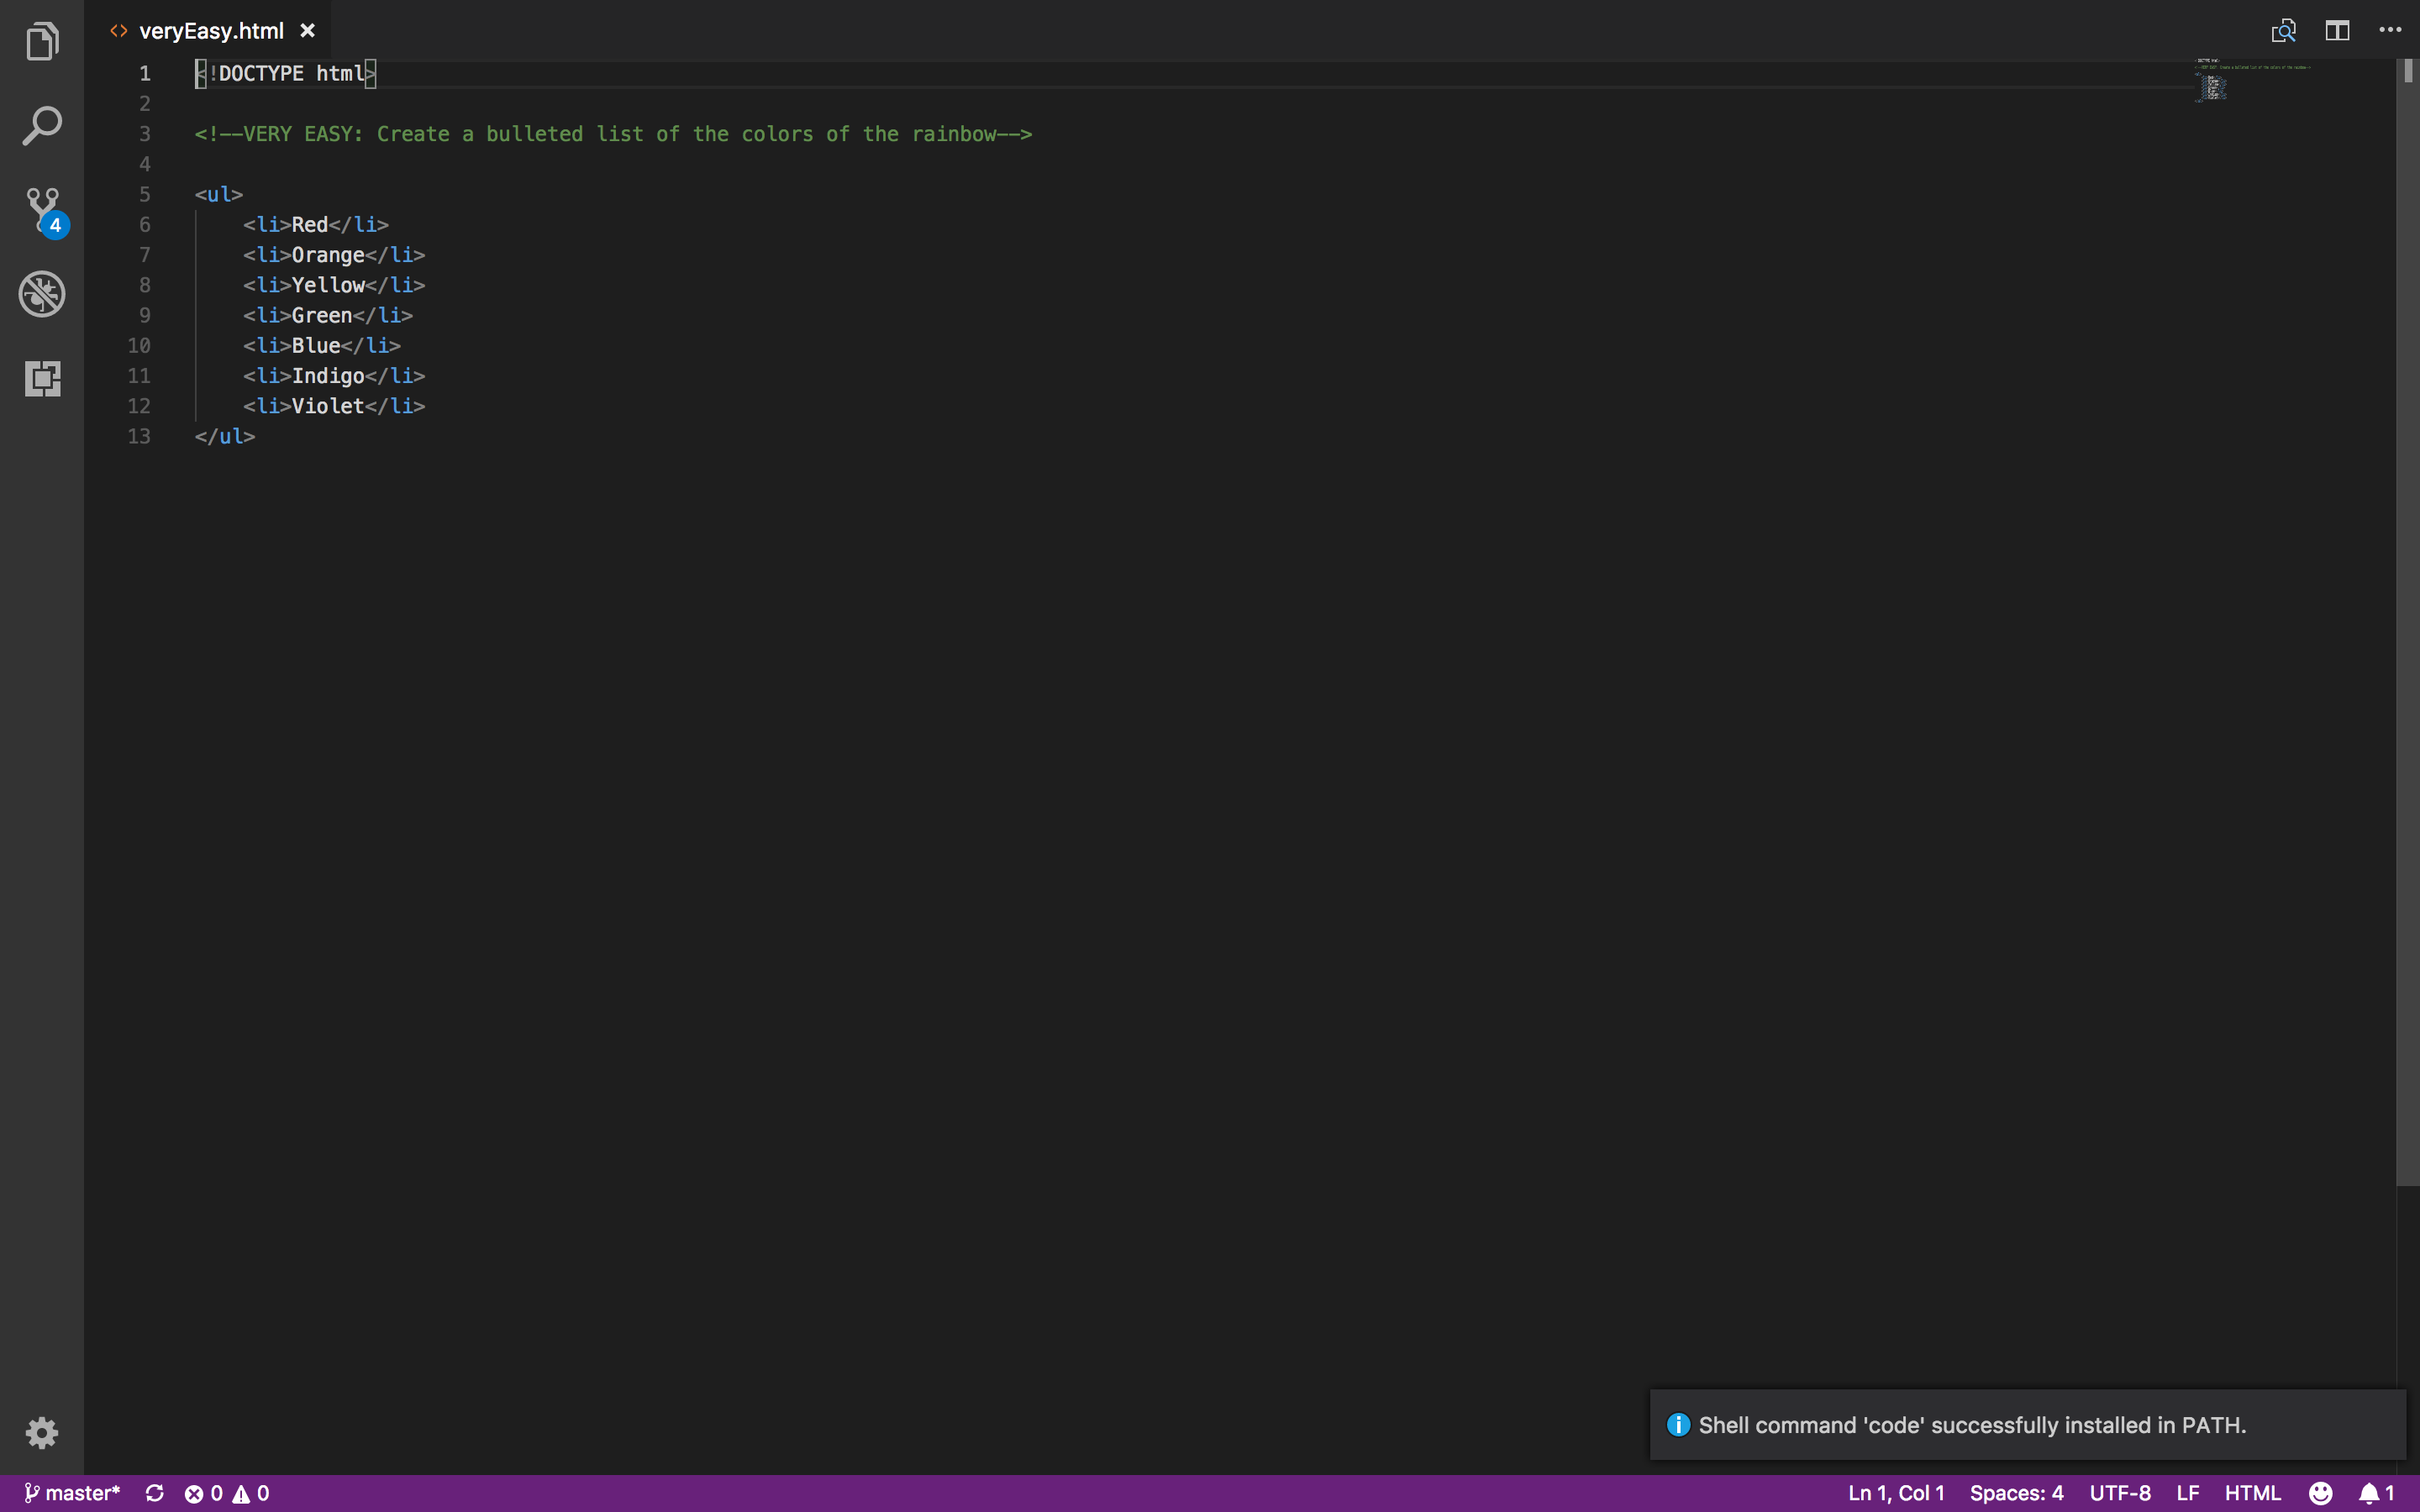 <> veryEasy.html ×
1 <!DOCTYPE html>
2
3 <!--VERY EASY: Create a bulleted list of the colors of the rainbow-->
4
5 <ul>
6     <li>Red</li>
7     <li>Orange</li>
8     <li>Yellow</li>
9     <li>Green</li>
10     <li>Blue</li>
11     <li>Indigo</li>
12     <li>Violet</li>
13 </ul>
4
Shell command 'code' successfully installed in PATH.
master* 0 0 Ln 1, Col 1 Spaces: 4 UTF-8 LF HTML 1